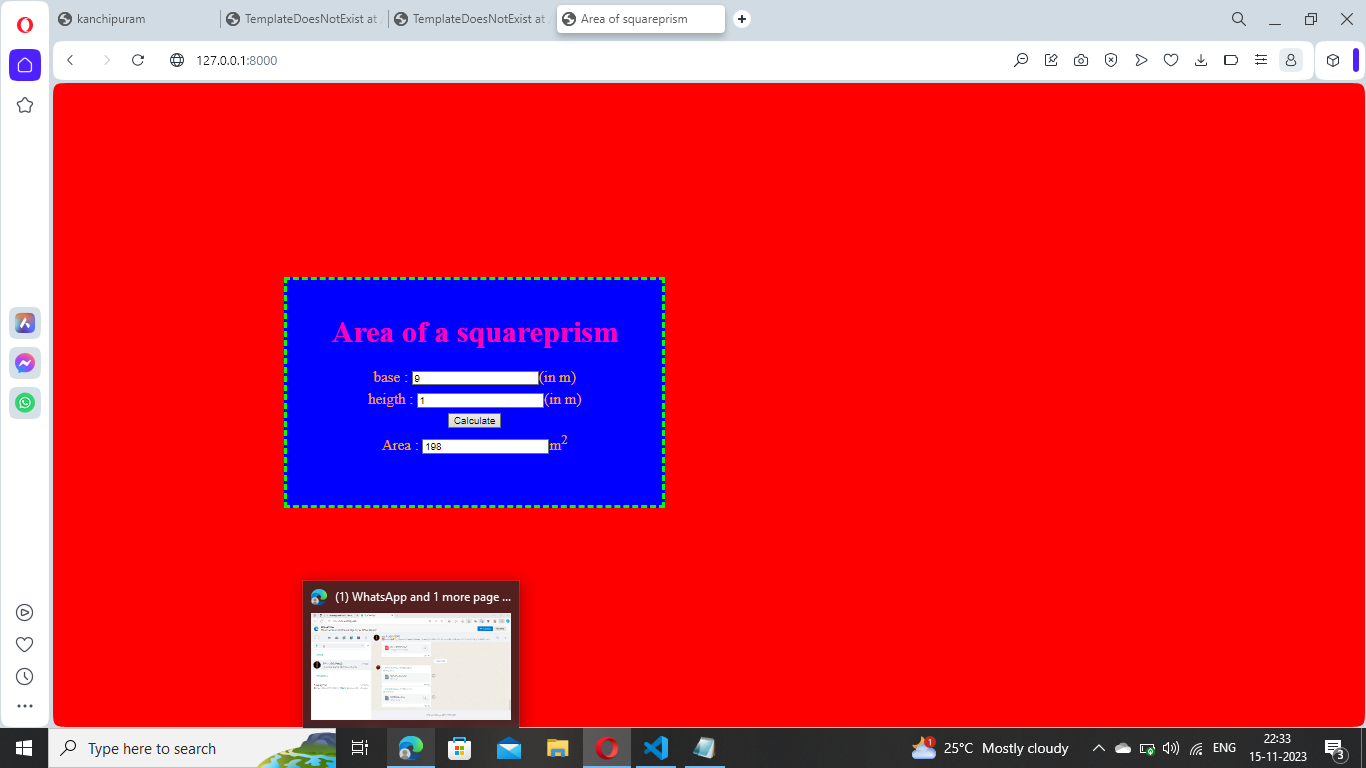 kanchipuram
TemplateDoesNotExist at
TemplateDoesNotExist at
Area of squareprism
127.0.0.1:8000
Area of a squareprism
base : 9 (in m)
heigth : 1 (in m)
Calculate
Area : 198 m²
(1) WhatsApp and 1 more page ...
Type here to search
1
25°C Mostly cloudy
ENG
22:33
15-11-2023
3